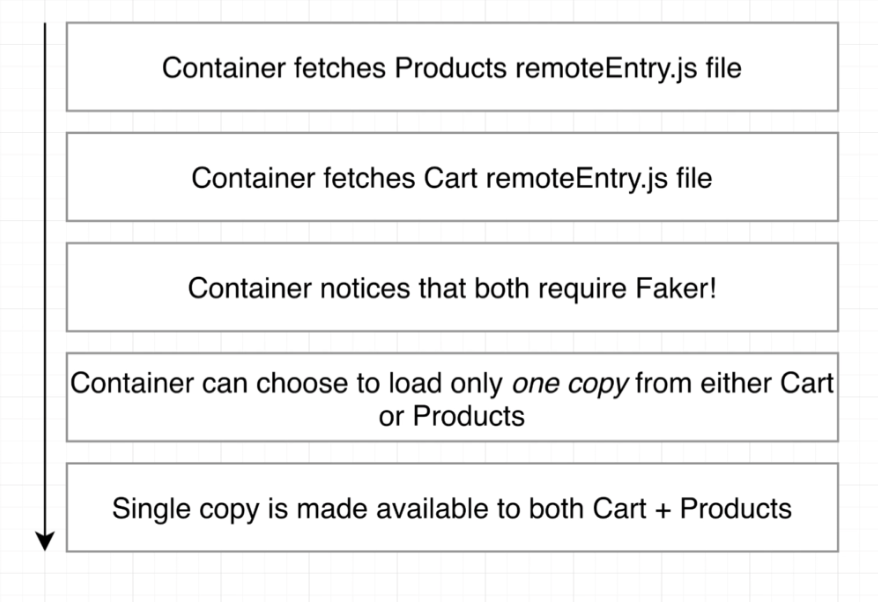 Container fetches Products remoteEntry.js file
Container fetches Cart remoteEntry.js file
Container notices that both require Faker!
Container can choose to load only one copy from either Cart
or Products
Single copy is made available to both Cart + Products